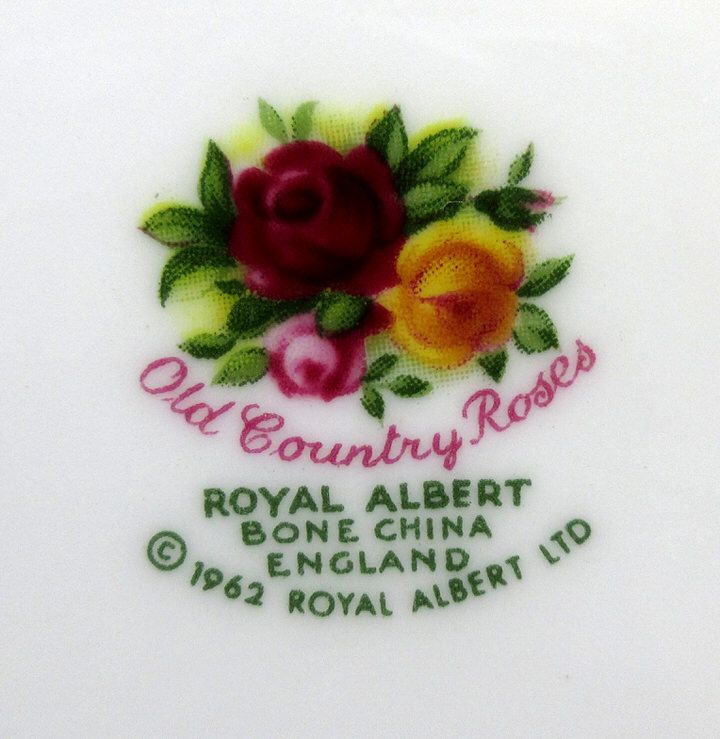 Old Country Roses
ROYAL ALBERT
BONE CHINA
ENGLAND
© 1962 ROYAL ALBERT LTD